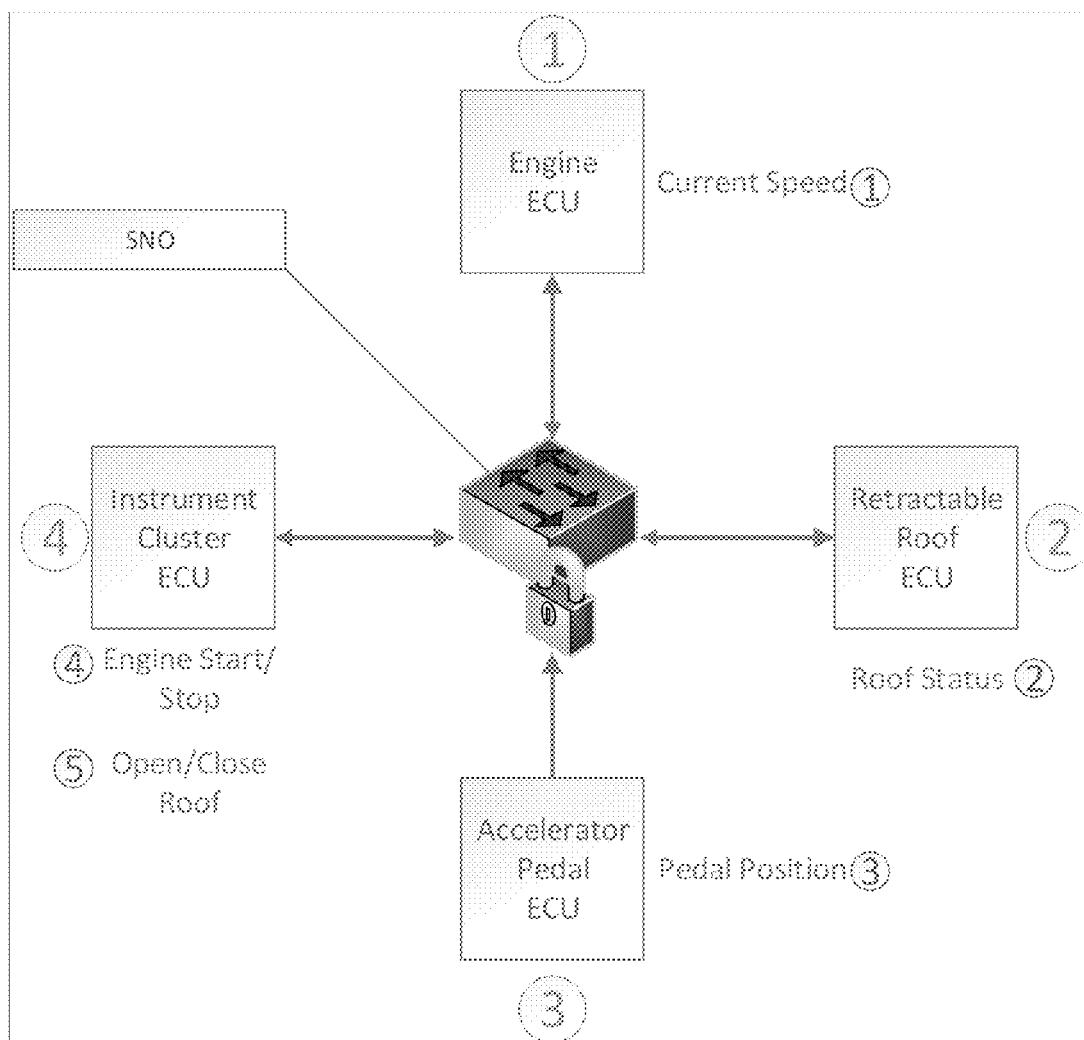 ①
Engine
ECU
Current Speed ①
SNO
④
Instrument
Cluster
ECU
④ Engine Start/
Stop
⑤ Open/Close
Roof
Retractable
Roof
ECU
②
Roof Status ②
Accelerator
Pedal
ECU
Pedal Position ③
③